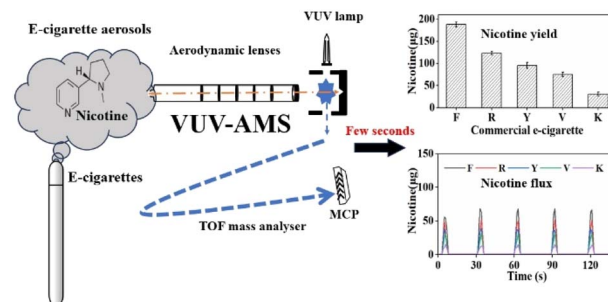 E-cigarette aerosols
Nicotine
N
N
E-cigarettes
Aerodynamic lenses
VUV-AMS
VUV lamp
TOF mass analyser
MCP
Few seconds
Nicotine yield
Nicotine(μg)
200
150
100
50
0
F R Y V K
Commercial e-cigarette
F R Y V K
Nicotine flux
Nicotine(μg)
150
100
50
0
0 30 60 90 120
Time (s)